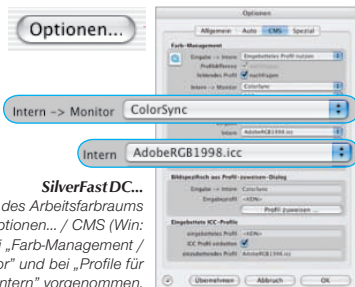 Optionen...
Optionen
Allgemein Auto CMS Spezial
Farb-Management
Eingabe -> Intern Eingebettetes Profil nutzen
Profildifferenz
fehlendes Profil nachfragen
Intern -> Monitor ColorSync
Intern -> Monitor ColorSync
Intern AdobeRGB1998.icc
Intern AdobeRGB1998.icc
SilverFastDC...
des Arbeitsfarbraums
ptionen... / CMS (Win:
„Farb-Management /
or" und bei „Profile für
ntern" vorgenommen.
Bildspezifisch aus Profil-zuweisen-Dialog
Eingabe -> Intern ColorSync
Eingabeprofil <KEIN>
Profil zuweisen ...
Eingebettete ICC-Profile
eingebettetes Profil <KEIN>
ICC Profil einbetten
einzubettendes Profil AdobeRGB1998.icc
Übernehmen Abbruch OK